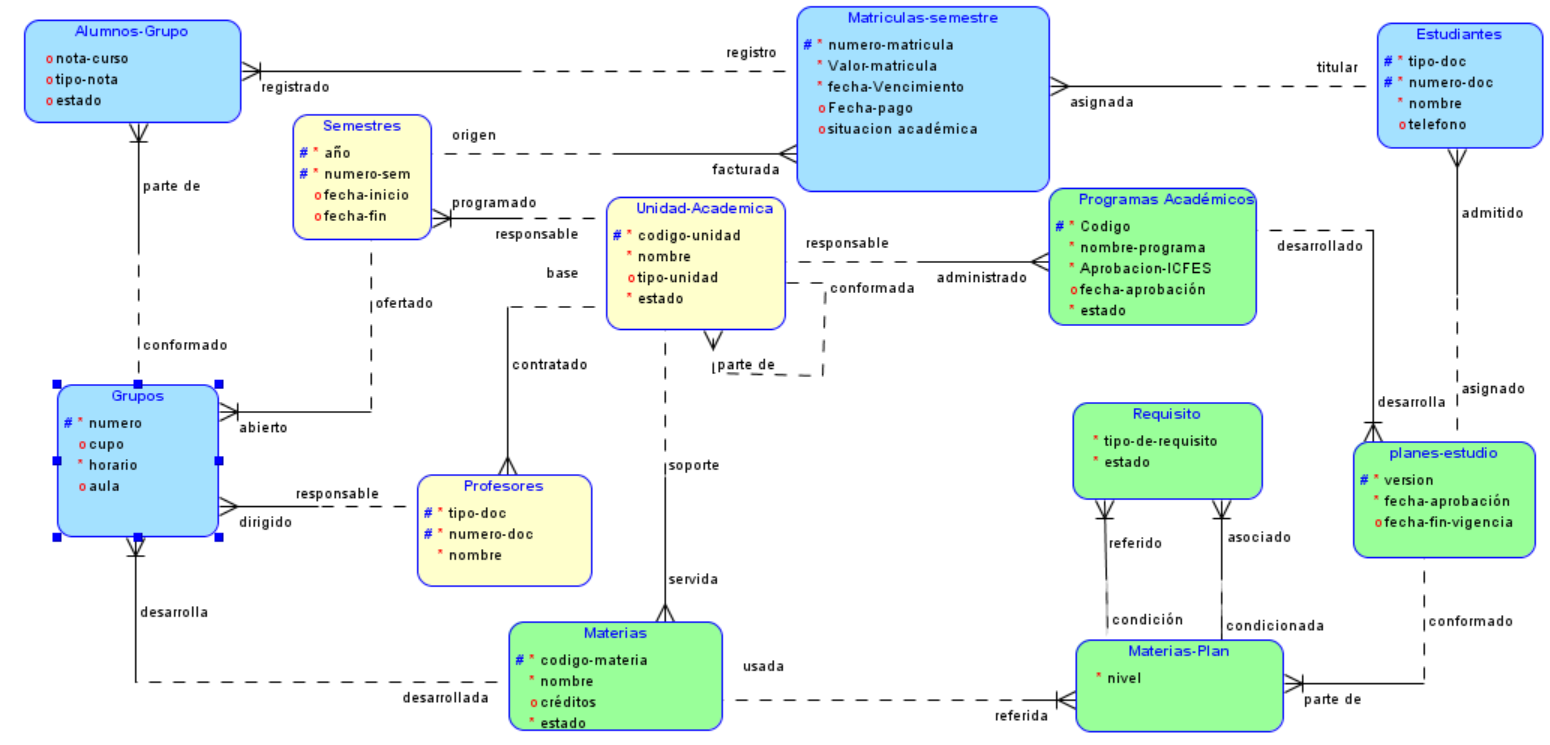 Alumnos-Grupo
o nota-curso
o tipo-nota
o estado
registrado
registro
Matriculas-semestre
# * numero-matricula
* Valor-matricula
* fecha-Vencimiento
o Fecha-pago
o situacion académica
asignada
titular
Estudiantes
# * tipo-doc
# * numero-doc
* nombre
o telefono
Semestres
# * año
# * numero-sem
o fecha-inicio
o fecha-fin
origen
facturada
programado
responsable
parte de
conformado
ofertado
abierto
Unidad-Academica
# * codigo-unidad
* nombre
o tipo-unidad
* estado
responsable
administrado
conformada
parte de
base
contratado
Programas Académicos
# * Codigo
* nombre-programa
* Aprobacion-ICFES
o fecha-aprobación
* estado
desarrollado
desarrolla
admitido
asignado
Grupos
# * numero
o cupo
* horario
o aula
responsable
dirigido
Profesores
# * tipo-doc
# * numero-doc
* nombre
soporte
servida
Requisito
* tipo-de-requisito
* estado
referido
asociado
condición
condicionada
planes-estudio
# * version
* fecha-aprobación
o fecha-fin-vigencia
conformado
parte de
desarrolla
desarrollada
Materias
# * codigo-materia
* nombre
o créditos
* estado
usada
referida
Materias-Plan
* nivel